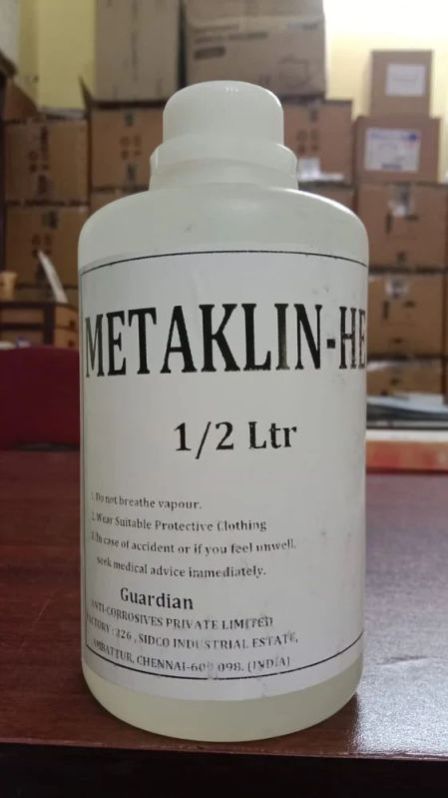 METAKLIN-HE
1/2 Ltr
1. Do not breathe vapour.
2. Wear Suitable Protective Clothing
3. In case of accident or if you feel unwell.
seek medical advice immediately.
Guardian
ANTI-CORROSIVES PRIVATE LIMITED
FACTORY : 226 , SIDCO INDUSTRIAL ESTATE,
AMBATTUR, CHENNAI-600 098. (INDIA)